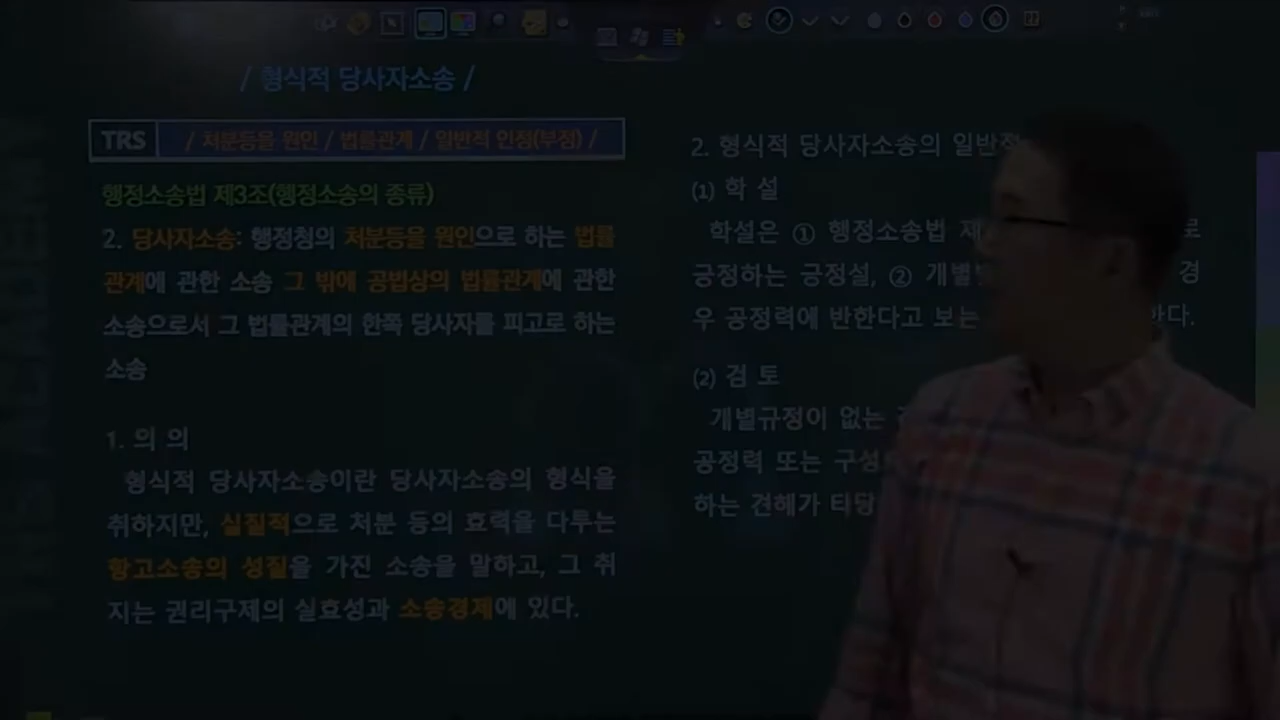 / 형식적 당사자소송 /
TRS / 처분등을 원인 / 법률관계 / 일반적 인정(부정) /
행정소송법 제3조(행정소송의 종류)
2. 당사자소송: 행정청의 처분등을 원인으로 하는 법률
관계에 관한 소송 그 밖에 공법상의 법률관계에 관한
소송으로서 그 법률관계의 한쪽 당사자를 피고로 하는
소송
1. 의 의
형식적 당사자소송이란 당사자소송의 형식을
취하지만, 실질적으로 처분 등의 효력을 다투는
항고소송의 성질을 가진 소송을 말하고, 그 취
지는 권리구제의 실효성과 소송경제에 있다.
2. 형식적 당사자소송의 일반적
(1) 학 설
학설은 ① 행정소송법 제
긍정하는 긍정설, ② 개별 경
우 공정력에 반한다고 보는
(2) 검 토
개별규정이 없는
공정력 또는 구성
하는 견해가 타당